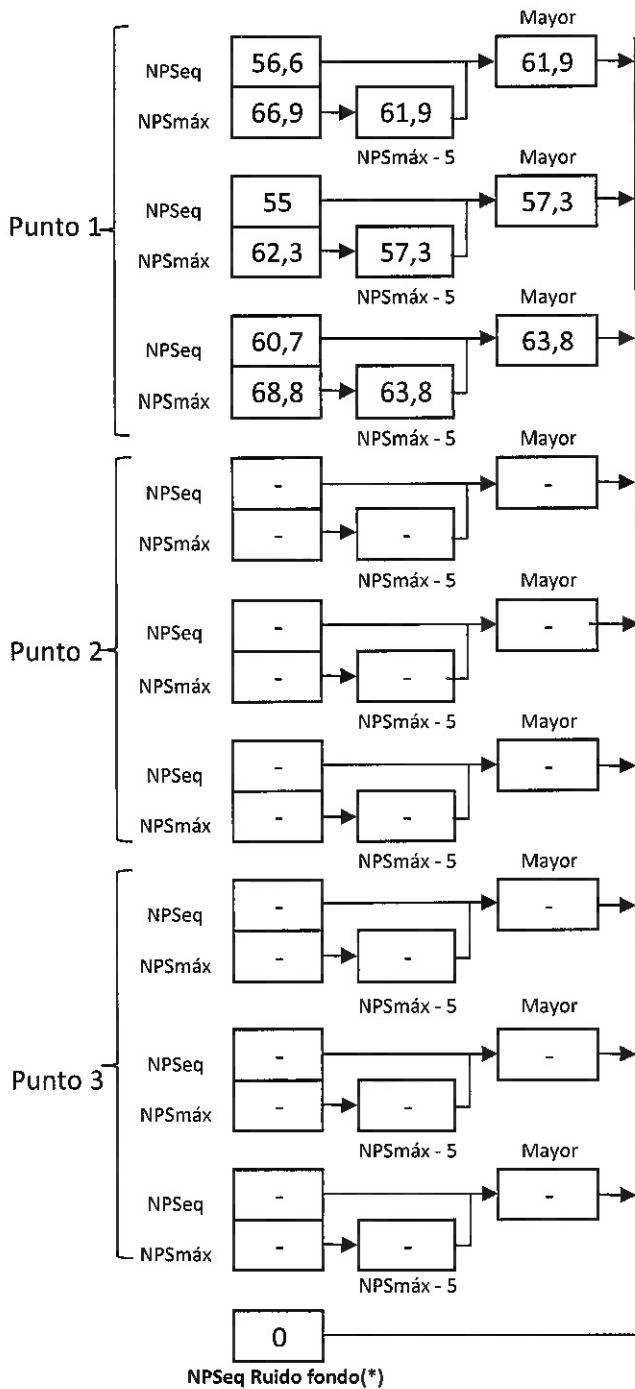 Mayor
NPSeq 56,6 61,9
NPSmáx 66,9 61,9
NPSmáx - 5
Mayor
Punto 1 NPSeq 55 57,3
NPSmáx 62,3 57,3
NPSmáx - 5
Mayor
NPSeq 60,7 63,8
NPSmáx 68,8 63,8
NPSmáx - 5
Mayor
NPSeq - -
NPSmáx - -
NPSmáx - 5
Mayor
Punto 2 NPSeq - -
NPSmáx - -
NPSmáx - 5
Mayor
NPSeq - -
NPSmáx - -
NPSmáx - 5
Mayor
NPSeq - -
NPSmáx - -
NPSmáx - 5
Mayor
Punto 3 NPSeq - -
NPSmáx - -
NPSmáx - 5
Mayor
NPSeq - -
NPSmáx - -
NPSmáx - 5
0
NPSeq Ruido fondo(*)